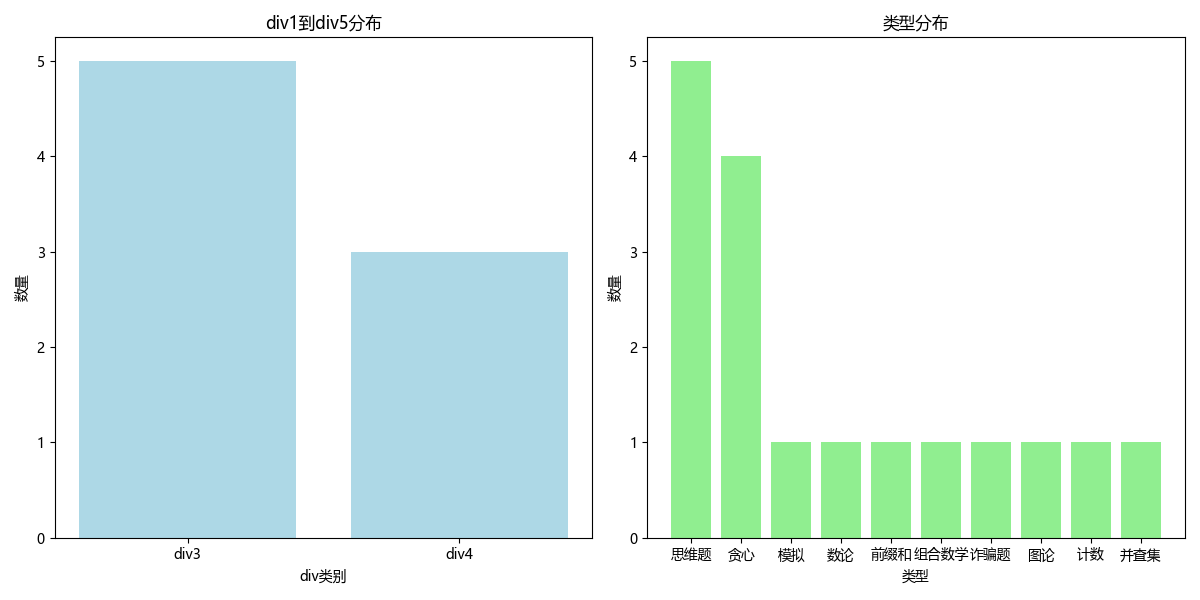 div1到div5分布
数量
5
4
3
2
1
0
div3 div4
div类别
类型分布
数量
5
4
3
2
1
0
思维题 贪心 模拟 数论 前缀和 组合数学 诈骗题 图论 计数 并查集
类型